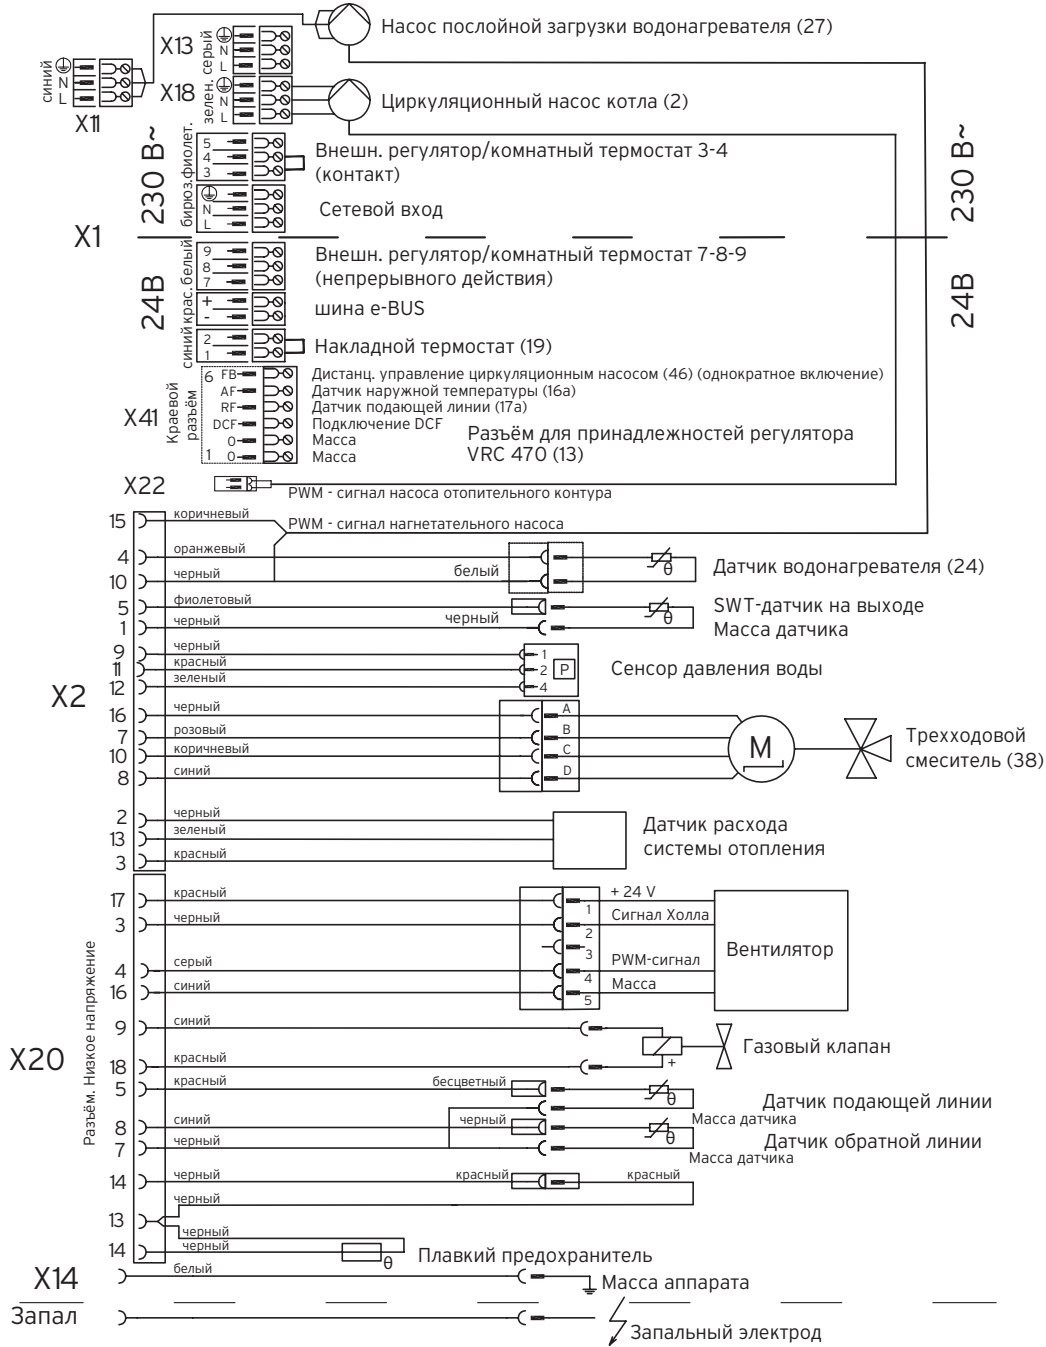 Насос послойной загрузки водонагревателя (27)
X13
серый
N
L
синий
N
L
X11
X18
зелен.
N
L
Циркуляционный насос котла (2)
230 В~
фиолет.
5
4
3
Внешн. регулятор/комнатный термостат 3-4
(контакт)
230 В~
бирюз.
N
L
Сетевой вход
X1
24В
белый
9
8
7
Внешн. регулятор/комнатный термостат 7-8-9
(непрерывного действия)
24В
крас.
+
-
шина e-BUS
синий
2
1
Накладной термостат (19)
X41
Краевой
разъём
6 FB
Дистанц. управление циркуляционным насосом (46) (однократное включение)
AF
Датчик наружной температуры (16а)
RF
Датчик подающей линии (17а)
DCF
Подключение DCF
0
Масса
1 0
Масса
Разъём для принадлежностей регулятора
VRC 470 (13)
X22
PWM - сигнал насоса отопительного контура
X2
15
коричневый
PWM - сигнал нагнетательного насоса
4
оранжевый
10
черный
белый
θ
Датчик водонагревателя (24)
5
фиолетовый
1
черный
черный
θ
SWT-датчик на выходе
Масса датчика
9
черный
1
11
красный
2
P
12
зеленый
4
Сенсор давления воды
16
черный
A
7
розовый
B
10
коричневый
C
8
синий
D
M
Трехходовой
смеситель (38)
2
черный
13
зеленый
3
красный
Датчик расхода
системы отопления
X20
Разъём. Низкое напряжение
17
красный
1
+ 24 V
3
черный
2
Сигнал Холла
3
4
серый
4
PWM-сигнал
16
синий
5
Масса
Вентилятор
9
синий
18
красный
+
Газовый клапан
5
красный
бесцветный
θ
Датчик подающей линии
Масса датчика
8
синий
черный
θ
7
черный
Датчик обратной линии
Масса датчика
14
черный
красный
красный
13
черный
черный
14
черный
θ
Плавкий предохранитель
X14
белый
Масса аппарата
Запал
Запальный электрод